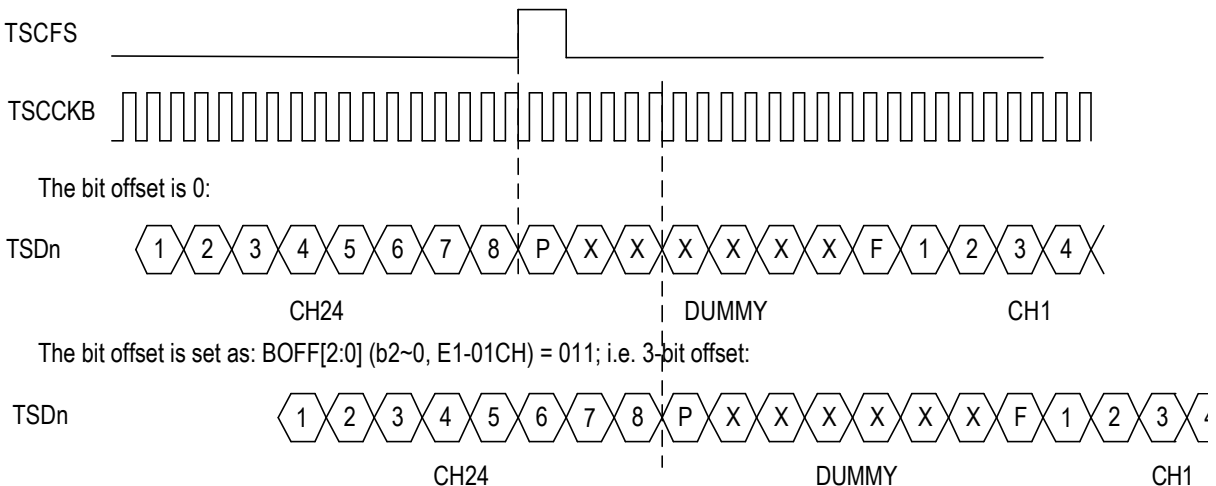 TSCFS
TSCCKB
The bit offset is 0:
TSDn 1 2 3 4 5 6 7 8 P X X X X X X F 1 2 3 4
CH24 DUMMY CH1
The bit offset is set as: BOFF[2:0] (b2~0, E1-01CH) = 011; i.e. 3-bit offset:
TSDn 1 2 3 4 5 6 7 8 P X X X X X X F 1 2 3 4
CH24 DUMMY CH1